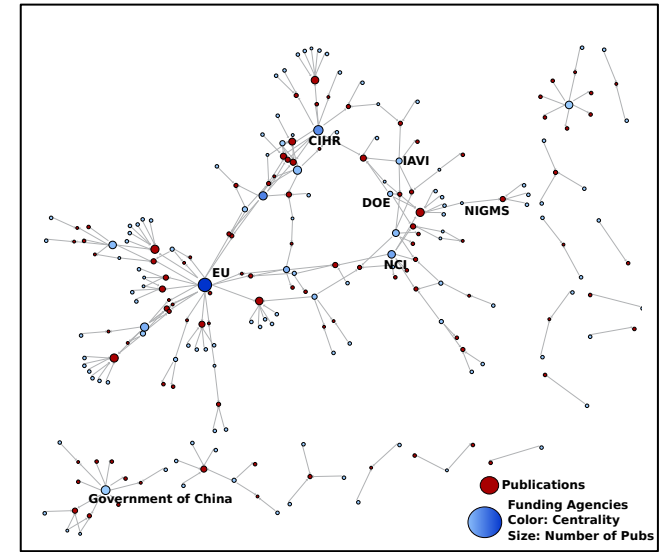 CIHR
IAVI
DOE
NIGMS
NCI
EU
Publications
Government of China
Funding Agencies
Color: Centrality
Size: Number of Pubs